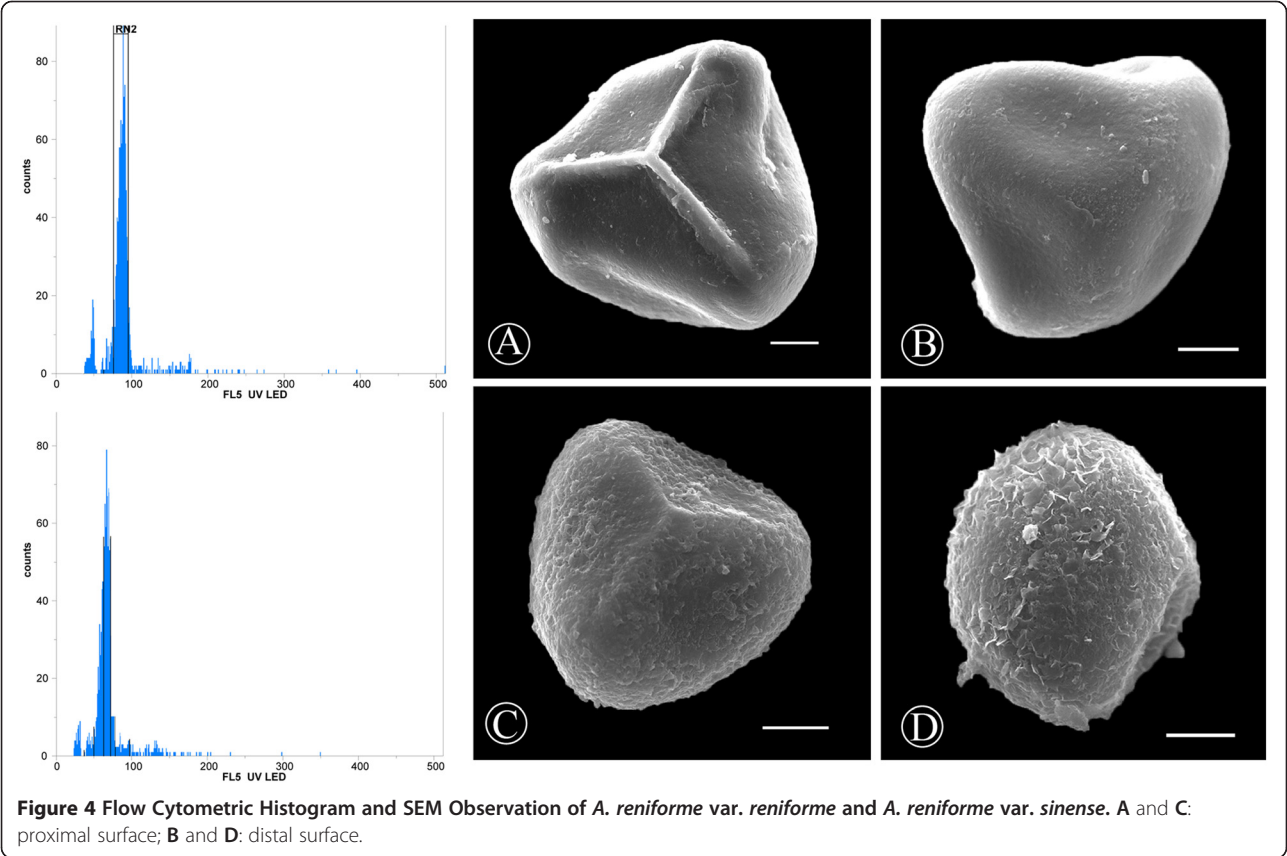 RN2
80
60
40
20
0
counts
0
100
200
300
400
500
FL5 UV LED
80
60
40
20
0
counts
0
100
200
300
400
500
FL5 UV LED
A
B
C
D
Figure 4 Flow Cytometric Histogram and SEM Observation of A. reniforme var. reniforme and A. reniforme var. sinense. A and C:
proximal surface; B and D: distal surface.